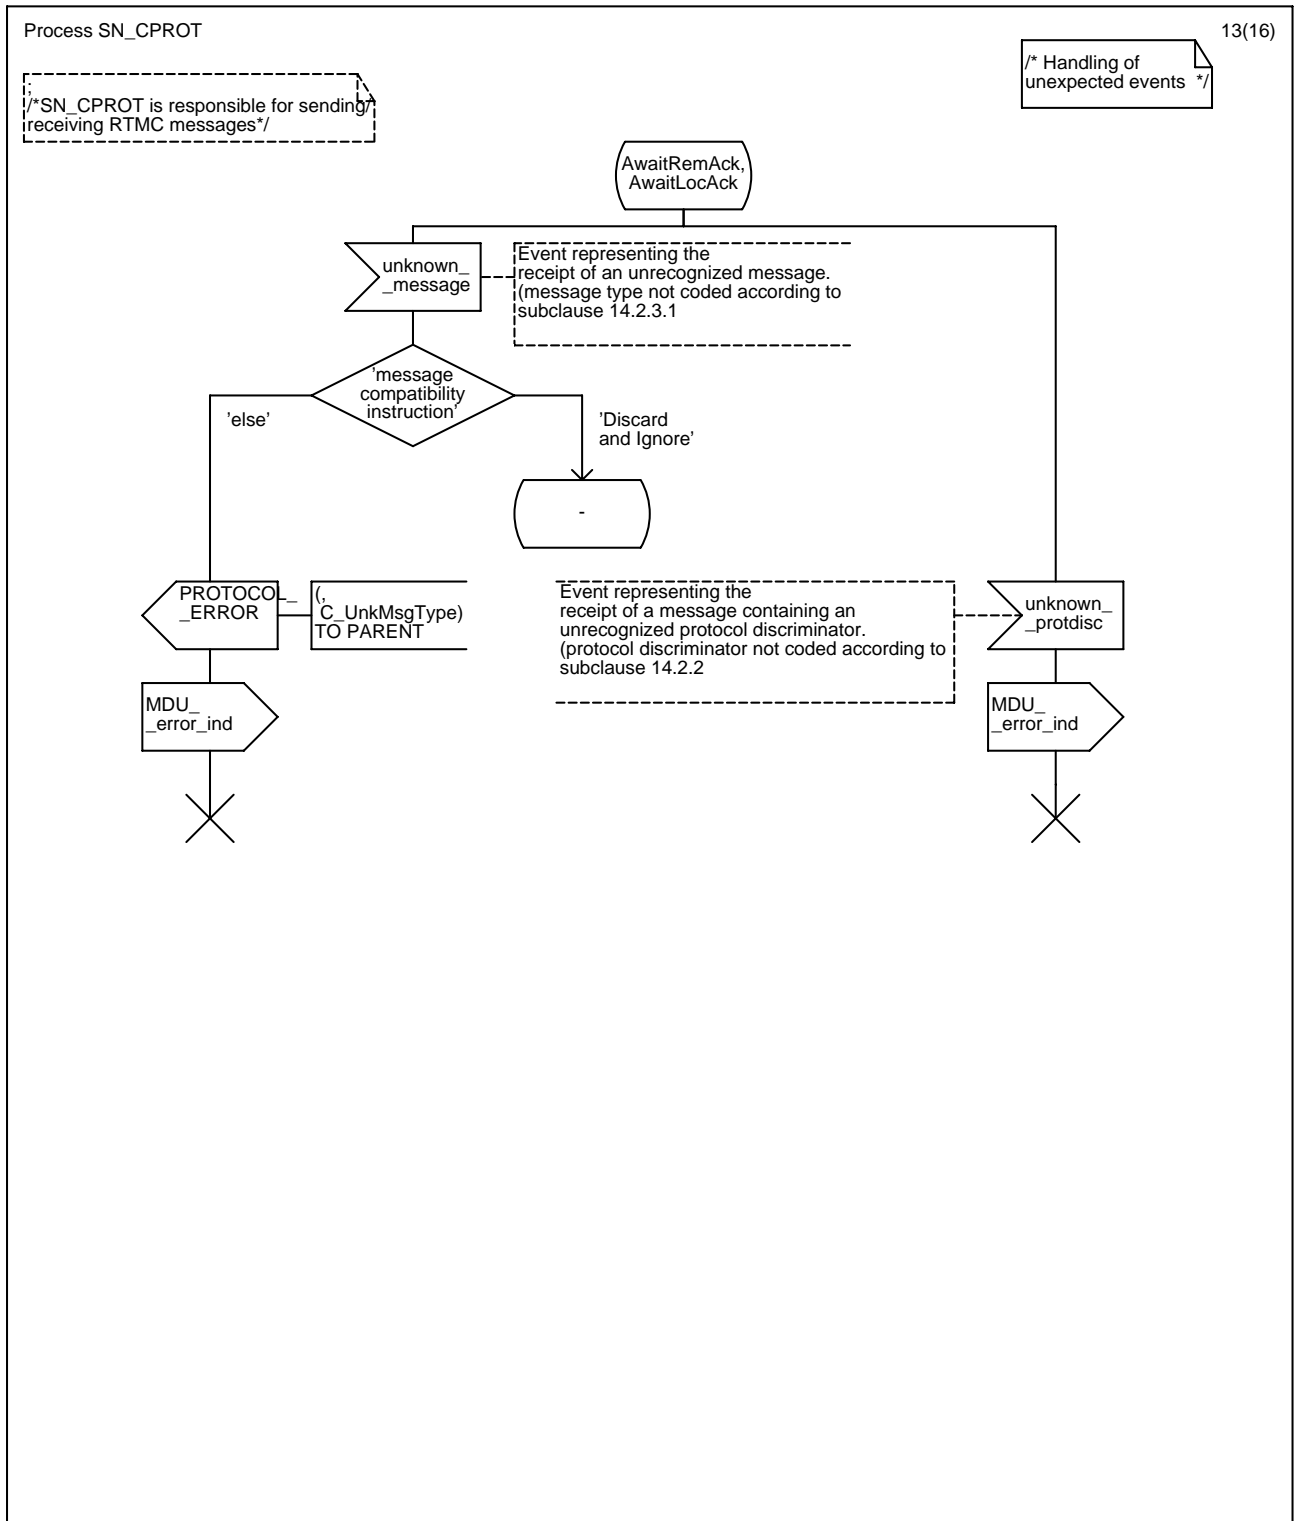 Process SN_CPROT
13(16)
/* Handling of
unexpected events */
;
/*SN_CPROT is responsible for sending/
receiving RTMC messages*/
AwaitRemAck,
AwaitLocAck
unknown_
_message
Event representing the
receipt of an unrecognized message.
(message type not coded according to
subclause 14.2.3.1
'message
compatibility
instruction'
'else'
'Discard
and Ignore'
-
PROTOCOL_
_ERROR
(,
C_UnkMsgType)
TO PARENT
Event representing the
receipt of a message containing an
unrecognized protocol discriminator.
(protocol discriminator not coded according to
subclause 14.2.2
unknown_
_protdisc
MDU_
_error_ind
MDU_
_error_ind